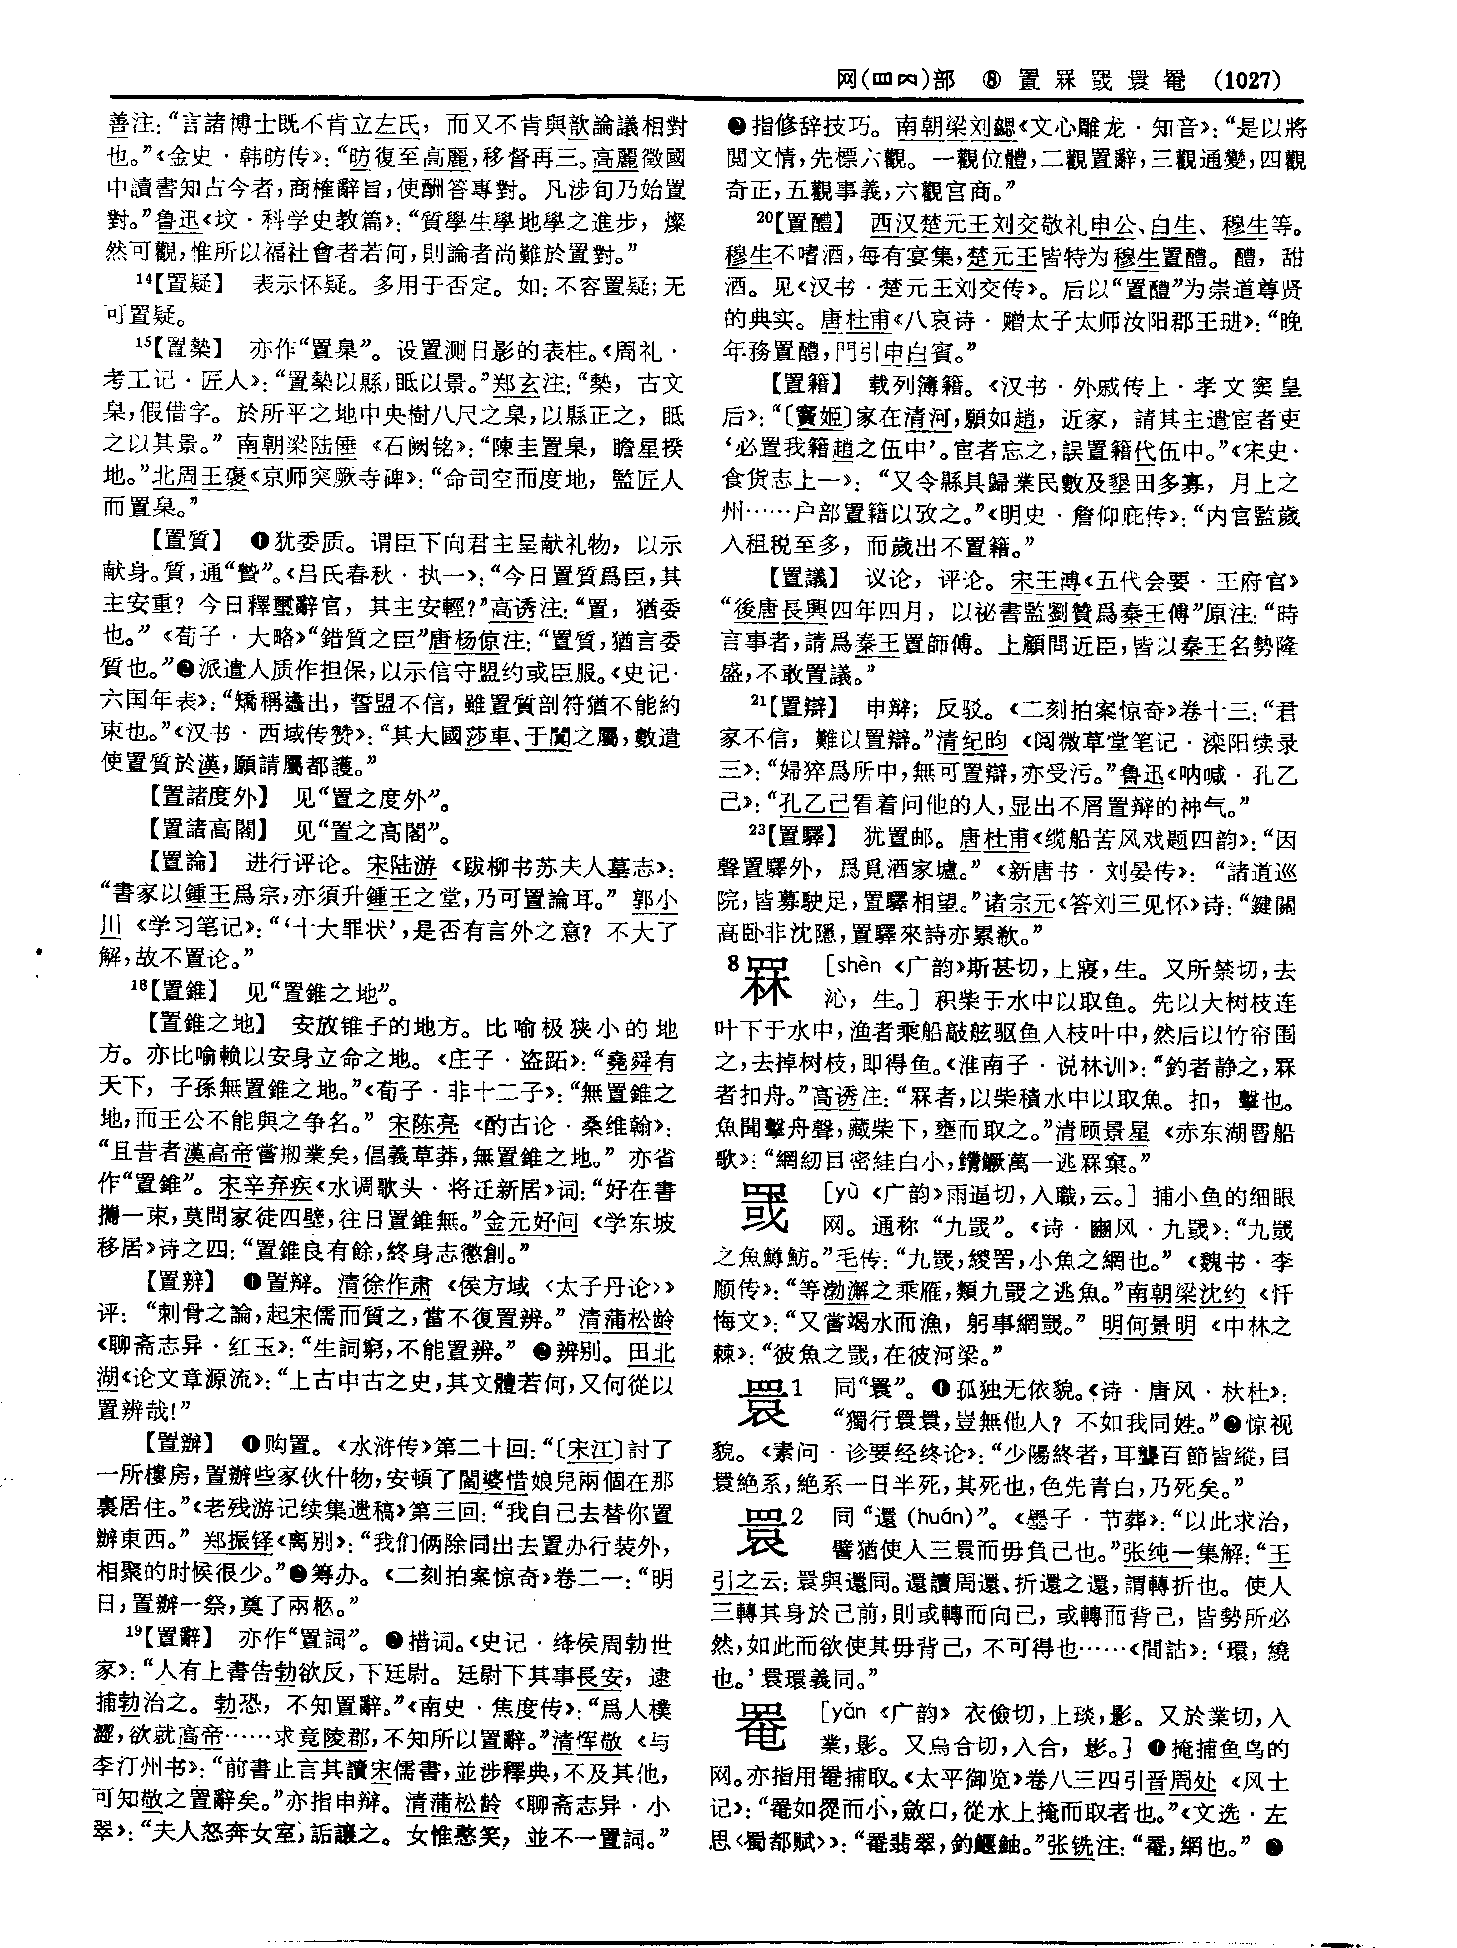 网(罒⺳)部 ⑧ 置罧罭睘罨 (1027)
善注：“言諸博士既不肯立左氏，而又不肯與歆論議相對
也。”《金史·韩昉传》：“昉復至高麗，移督再三。高麗徵國
中讀書知古今者，商榷辭旨，使酬答專對。凡涉旬乃始置
對。”鲁迅《坟·科学史教篇》：“質學生學地學之進步，燦
然可觀，惟所以福社會者若何，則論者尚難於置對。”
14【置疑】 表示怀疑。多用于否定。如：不容置疑；无
可置疑。
15【置槷】 亦作“置臬”。设置测日影的表柱。《周礼·
考工记·匠人》：“置槷以縣，眡以景。”郑玄注：“槷，古文
臬，假借字。於所平之地中央樹八尺之臬，以縣正之，眡
之以其景。”南朝梁陆倕《石阙铭》：“陳圭置臬，瞻星揆
地。”北周王褒《京师突厥寺碑》：“命司空而度地，監匠人
而置臬。”
【置質】 ❶犹委质。谓臣下向君主呈献礼物，以示
献身。質，通“贄”。《吕氏春秋·执一》：“今日置質爲臣，其
主安重？今日釋璽辭官，其主安輕？”高诱注：“置，猶委
也。”《荀子·大略》“錯質之臣”唐杨倞注：“置質，猶言委
質也。”❷派遣人质作担保，以示信守盟约或臣服。《史记·
六国年表》：“矯稱蠭出，誓盟不信，雖置質剖符猶不能約
束也。”《汉书·西域传赞》：“其大國莎車、于闐之屬，數遣
使置質於漢，願請屬都護。”
【置諸度外】 见“置之度外”。
【置諸高閣】 见“置之高閣”。
【置論】 进行评论。宋陆游《跋柳书苏夫人墓志》：
“書家以鍾王爲宗，亦須升鍾王之堂，乃可置論耳。”郭小
川《学习笔记》：“‘十大罪状’，是否有言外之意？不大了
解，故不置论。”
16【置錐】 见“置錐之地”。
【置錐之地】 安放锥子的地方。比喻极狭小的地
方。亦比喻赖以安身立命之地。《庄子·盗跖》：“堯舜有
天下，子孫無置錐之地。”《荀子·非十二子》：“無置錐之
地，而王公不能與之争名。”宋陈亮《酌古论·桑维翰》：
“且昔者漢高帝嘗刱業矣，倡義草莽，無置錐之地。”亦省
作“置錐”。宋辛弃疾《水调歌头·将迁新居》词：“好在書
攜一束，莫問家徒四壁，往日置錐無。”金元好问《学东坡
移居》诗之四：“置錐良有餘，終身志懲創。”
【置辨】 ❶置辩。清徐作肃《侯方域〈太子丹论〉》
评：“刺骨之論，起宋儒而質之，當不復置辨。”清蒲松龄
《聊斋志异·红玉》：“生詞窮，不能置辨。”❷辨别。田北
湖《论文章源流》：“上古中古之史，其文體若何，又何從以
置辨哉！”
【置辦】 ❶购置。《水浒传》第二十回：“〔宋江〕討了
一所樓房，置辦些家伙什物，安頓了閻婆惜娘兒兩個在那
裏居住。”《老残游记续集遗稿》第三回：“我自己去替你置
辦東西。”郑振铎《离别》：“我们俩除同出去置办行装外，
相聚的时候很少。”❷筹办。《二刻拍案惊奇》卷二一：“明
日，置辦一祭，奠了兩柩。”
19【置辭】 亦作“置詞”。❶措词。《史记·绛侯周勃世
家》：“人有上書告勃欲反，下廷尉。廷尉下其事長安，逮
捕勃治之。勃恐，不知置辭。”《南史·焦度传》：“爲人樸
澀，欲就高帝……求竟陵郡，不知所以置辭。”清恽敬《与
李汀州书》：“前書止言其讀宋儒書，並涉釋典，不及其他，
可知敬之置辭矣。”亦指申辩。清蒲松龄《聊斋志异·小
翠》：“夫人怒奔女室，詬讓之。女惟憨笑，並不一置詞。”
❷指修辞技巧。南朝梁刘勰《文心雕龙·知音》：“是以將
閱文情，先標六觀。一觀位體，二觀置辭，三觀通變，四觀
奇正，五觀事義，六觀宫商。”
20【置醴】 西汉楚元王刘交敬礼申公、白生、穆生等。
穆生不嗜酒，每有宴集，楚元王皆特为穆生置醴。醴，甜
酒。见《汉书·楚元王刘交传》。后以“置醴”为崇道尊贤
的典实。唐杜甫《八哀诗·赠太子太师汝阳郡王琎》：“晚
年務置醴，門引申白賓。”
【置籍】 载列簿籍。《汉书·外戚传上·孝文窦皇
后》：“〔竇姬〕家在清河，願如趙，近家，請其主遣宦者吏
‘必置我籍趙之伍中’。宦者忘之，誤置籍代伍中。”《宋史·
食货志上一》：“又令縣具歸業民數及墾田多寡，月上之
州……户部置籍以攷之。”《明史·詹仰庇传》：“内官監歲
入租税至多，而歲出不置籍。”
【置議】 议论，评论。宋王溥《五代会要·王府官》
“後唐長興四年四月，以祕書監劉贊爲秦王傅”原注：“時
言事者，請爲秦王置師傅。上顧問近臣，皆以秦王名勢隆
盛，不敢置議。”
21【置辯】 申辩；反驳。《二刻拍案惊奇》卷十三：“君
家不信，難以置辯。”清纪昀《阅微草堂笔记·滦阳续录
三》：“婦猝爲所中，無可置辯，亦受污。”鲁迅《呐喊·孔乙
己》：“孔乙己看着问他的人，显出不屑置辩的神气。”
23【置驛】 犹置邮。唐杜甫《缆船苦风戏题四韵》：“因
聲置驛外，爲覓酒家壚。”《新唐书·刘晏传》：“諸道巡
院，皆募駛足，置驛相望。”诸宗元《答刘三见怀》诗：“鍵關
高卧非沈隱，置驛來詩亦累欷。”
8罧 [shèn《广韵》斯甚切，上寑，生。又所禁切，去
沁，生。]积柴于水中以取鱼。先以大树枝连
叶下于水中，渔者乘船敲舷驱鱼入枝叶中，然后以竹帘围
之，去掉树枝，即得鱼。《淮南子·说林训》：“釣者静之，罧
者扣舟。”高诱注：“罧者，以柴積水中以取魚。扣，擊也。
魚聞擊舟聲，藏柴下，壅而取之。”清顾景星《赤东湖罶船
歌》：“網紉目密絓白小，鱭鱖萬一逃罧槮。”
罭 [yù《广韵》雨逼切，入職，云。]捕小鱼的细眼
网。通称“九罭”。《诗·豳风·九罭》：“九罭
之魚鱒魴。”毛传：“九罭，緵罟，小魚之網也。”《魏书·李
顺传》：“等渤澥之乘雁，類九罭之逃魚。”南朝梁沈约《忏
悔文》：“又嘗竭水而漁，躬事網罭。”明何景明《中林之
棘》：“彼魚之罭，在彼河梁。”
睘1 同“瞏”。❶孤独无依貌。《诗·唐风·杕杜》：
“獨行睘睘，豈無他人？不如我同姓。”❷惊视
貌。《素问·诊要经终论》：“少陽終者，耳聾百節皆縱，目
睘絶系，絶系一日半死，其死也，色先青白，乃死矣。”
睘2 同“還(huán)”。《墨子·节葬》：“以此求治，
譬猶使人三睘而毋負己也。”张纯一集解：“王
引之云：睘與還同。還讀周還、折還之還，謂轉折也。使人
三轉其身於己前，則或轉而向己，或轉而背己，皆勢所必
然，如此而欲使其毋背己，不可得也……《間詁》：‘環，繞
也。’睘環義同。”
罨 [yǎn《广韵》衣儉切，上琰，影。又於業切，入
業，影。又烏合切，入合，影。]❶掩捕鱼鸟的
网。亦指用罨捕取。《太平御览》卷八三四引晋周处《风土
记》：“罨如罾而小，斂口，從水上掩而取者也。”《文选·左
思〈蜀都赋〉》：“罨翡翠，釣鰋鮋。”张铣注：“罨，網也。”❷